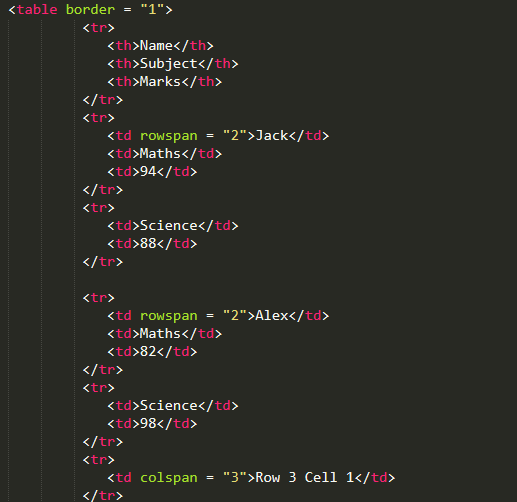 <table border = "1">
<tr>
<th>Name</th>
<th>Subject</th>
<th>Marks</th>
</tr>
<tr>
<td rowspan = "2">Jack</td>
<td>Maths</td>
<td>94</td>
</tr>
<tr>
<td>Science</td>
<td>88</td>
</tr>
<tr>
<td rowspan = "2">Alex</td>
<td>Maths</td>
<td>82</td>
</tr>
<tr>
<td>Science</td>
<td>98</td>
</tr>
<tr>
<td colspan = "3">Row 3 Cell 1</td>
</tr>